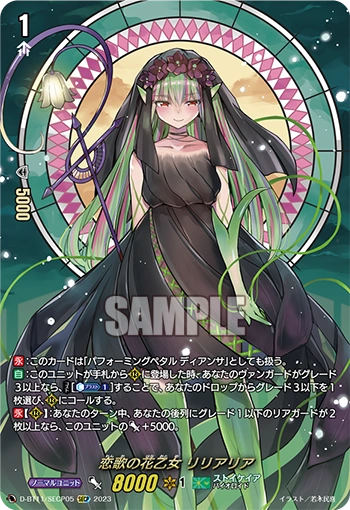 1
5000
SAMPLE
永:このカードは「パフォーミングペタル ディアンサ」としても扱う。
自:このユニットが手札からⓇに登場した時、あなたのヴァンガードがグレード
3以上なら、【[CBブラスト1]することで、あなたのドロップからグレード3以下を1
枚選び、Ⓡにコールする。
永【Ⓡ】:あなたのターン中、あなたの後列にグレード1以下のリアガードが2
枚以上なら、このユニットの+5000。
恋歌の花乙女 リリアリア
ノーマルユニット
8000
1
ストイケイア
バイオロイド
D-BT11/SECP05 SECP 2023
イラスト/若木民喜